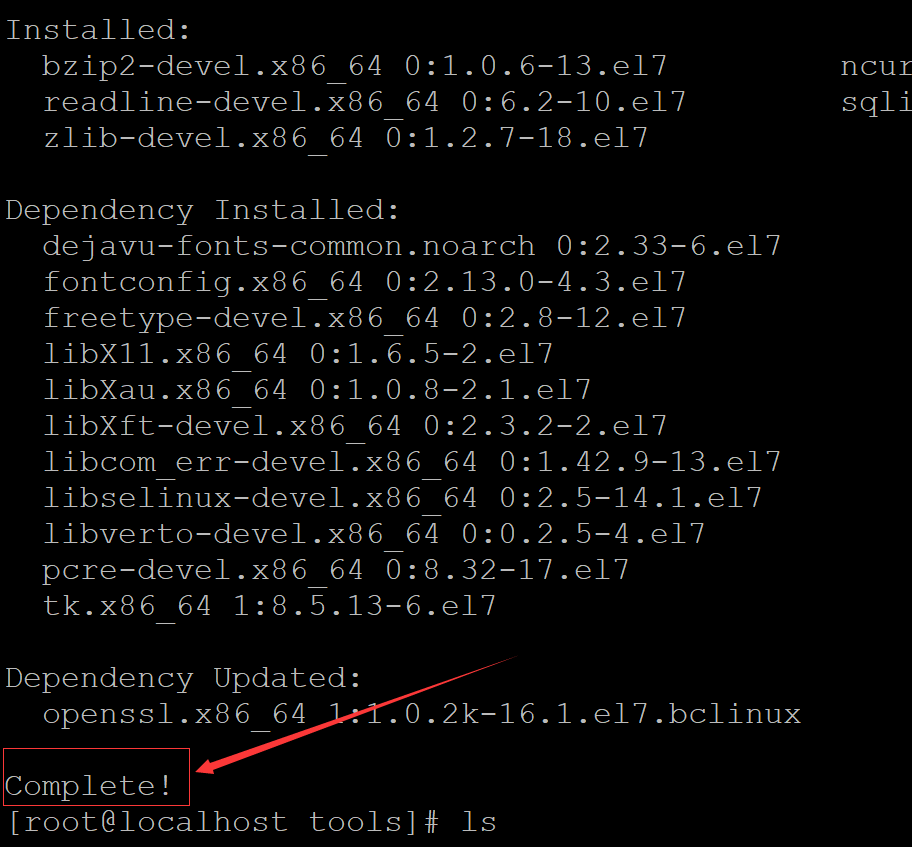 Installed:
bzip2-devel.x86_64 0:1.0.6-13.el7 ncur
readline-devel.x86_64 0:6.2-10.el7 sqli
zlib-devel.x86_64 0:1.2.7-18.el7
Dependency Installed:
dejavu-fonts-common.noarch 0:2.33-6.el7
fontconfig.x86_64 0:2.13.0-4.3.el7
freetype-devel.x86_64 0:2.8-12.el7
libX11.x86_64 0:1.6.5-2.el7
libXau.x86_64 0:1.0.8-2.1.el7
libXft-devel.x86_64 0:2.3.2-2.el7
libcom_err-devel.x86_64 0:1.42.9-13.el7
libselinux-devel.x86_64 0:2.5-14.1.el7
libverto-devel.x86_64 0:0.2.5-4.el7
pcre-devel.x86_64 0:8.32-17.el7
tk.x86_64 1:8.5.13-6.el7
Dependency Updated:
openssl.x86_64 1:1.0.2k-16.1.el7.bclinux
Complete!
[root@localhost tools]# ls